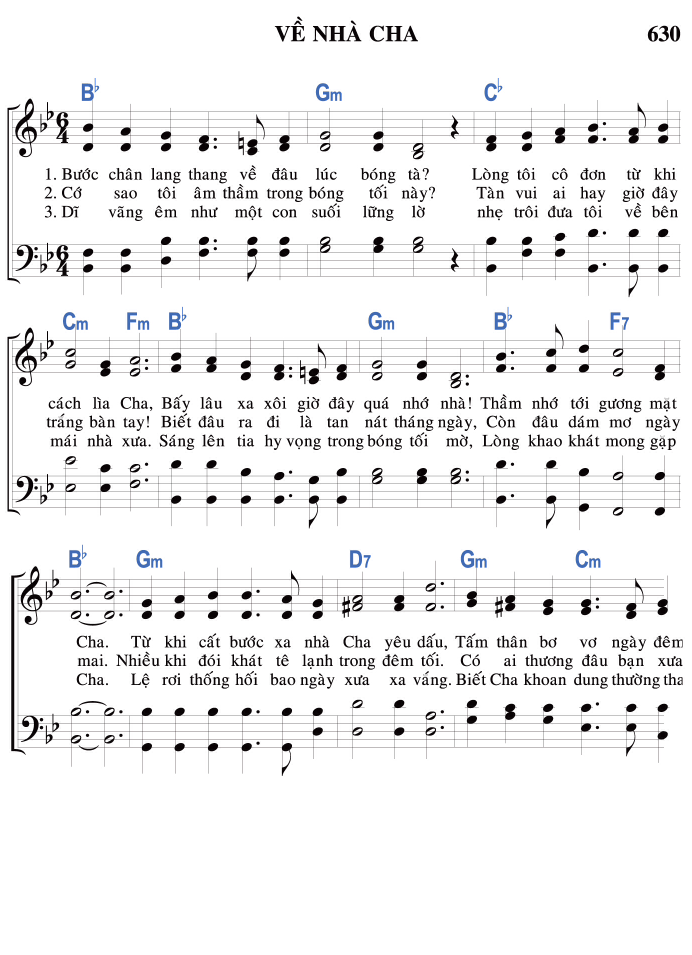 VỀ NHÀ CHA 630
B♭ Gm C♭
6 4
1. Bước chân lang thang về đâu lúc bóng tà? Lòng tôi cô đơn từ khi
2. Cớ sao tôi âm thầm trong bóng tối này? Tàn vui ai hay giờ đây
3. Dĩ vãng êm như một con suối lững lờ nhẹ trôi đưa tôi về bên
6 4
Cm Fm B♭ Gm B♭ F7
cách lìa Cha, Bấy lâu xa xôi giờ đây quá nhớ nhà! Thầm nhớ tới gương mặt
trắng bàn tay! Biết đâu ra đi là tan nát tháng ngày, Còn đâu dám mơ ngày
mái nhà xưa. Sáng lên tia hy vọng trong bóng tối mờ, Lòng khao khát mong gặp
B♭ Gm D7 Gm Cm
Cha. Từ khi cất bước xa nhà Cha yêu dấu, Tấm thân bơ vơ ngày đêm
mai. Nhiều khi đói khát tê lạnh trong đêm tối. Có ai thương đâu bạn xưa
Cha. Lệ rơi thống hối bao ngày xưa xa váng. Biết Cha khoan dung thường tha